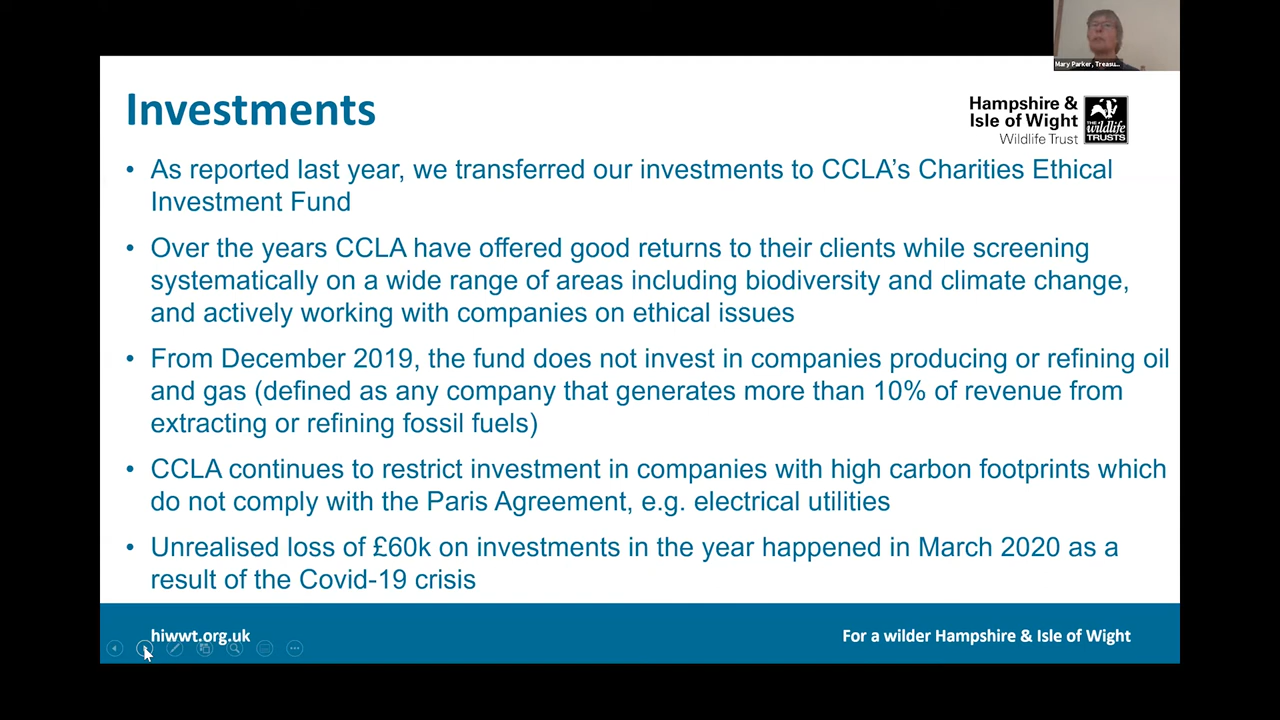 Mary Parker, Treasu...
Investments
Hampshire &
Isle of Wight
Wildlife Trust
THE
wildlife
TRUSTS
• As reported last year, we transferred our investments to CCLA’s Charities Ethical
Investment Fund
• Over the years CCLA have offered good returns to their clients while screening
systematically on a wide range of areas including biodiversity and climate change,
and actively working with companies on ethical issues
• From December 2019, the fund does not invest in companies producing or refining oil
and gas (defined as any company that generates more than 10% of revenue from
extracting or refining fossil fuels)
• CCLA continues to restrict investment in companies with high carbon footprints which
do not comply with the Paris Agreement, e.g. electrical utilities
• Unrealised loss of £60k on investments in the year happened in March 2020 as a
result of the Covid-19 crisis
hiwwt.org.uk
For a wilder Hampshire & Isle of Wight